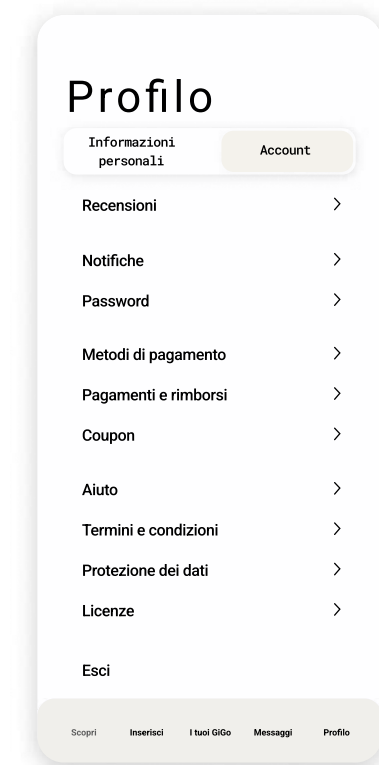 Profilo
Informazioni
personali
Account
Recensioni
Notifiche
Password
Metodi di pagamento
Pagamenti e rimborsi
Coupon
Aiuto
Termini e condizioni
Protezione dei dati
Licenze
Esci
Scopri Inserisci I tuoi GiGo Messaggi Profilo